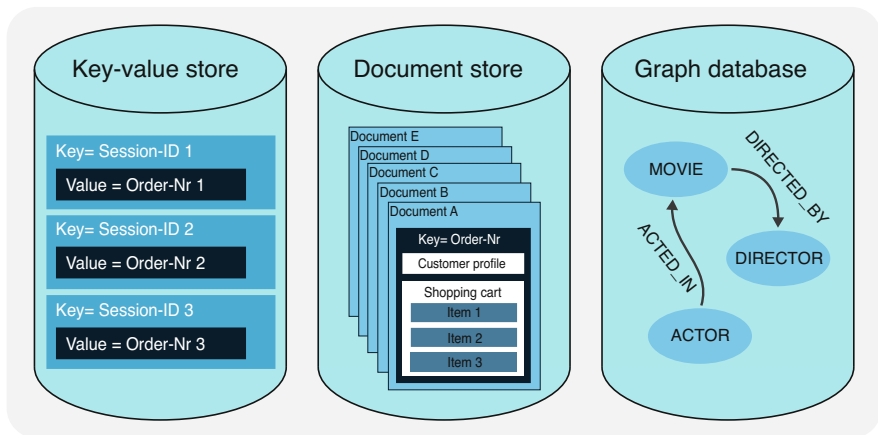 Key-value store
Key= Session-ID 1
Value = Order-Nr 1
Key= Session-ID 2
Value = Order-Nr 2
Key= Session-ID 3
Value = Order-Nr 3
Document store
Document E
Document D
Document C
Document B
Document A
Key= Order-Nr
Customer profile
Shopping cart
Item 1
Item 2
Item 3
Graph database
MOVIE
DIRECTED_BY
DIRECTOR
ACTED_IN
ACTOR